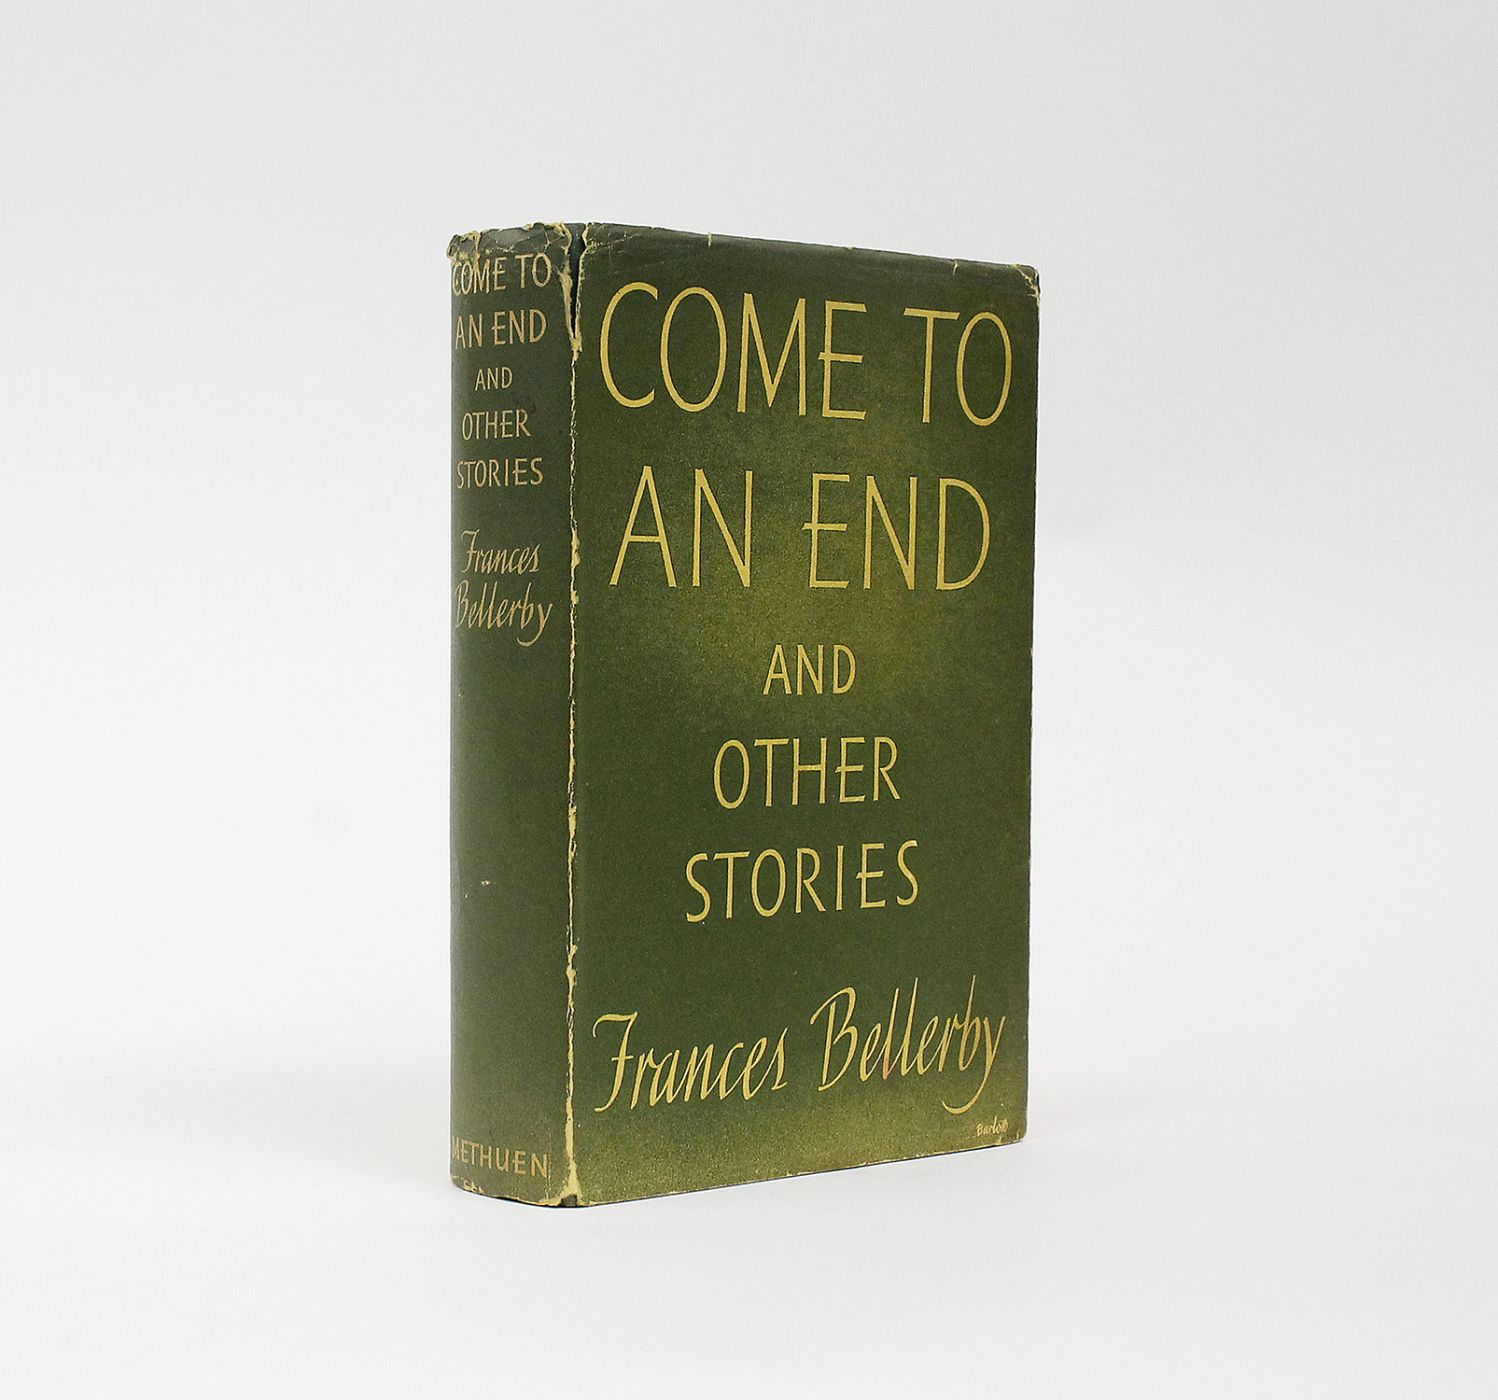 COME TO
AN END
AND
OTHER
STORIES
Frances
Bellerby
METHUEN
COME TO
AN END
AND
OTHER
STORIES
Frances Bellerby